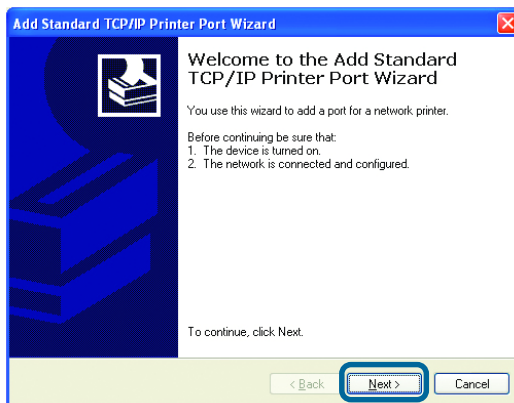 Add Standard TCP/IP Printer Port Wizard
Welcome to the Add Standard
TCP/IP Printer Port Wizard
You use this wizard to add a port for a network printer.
Before continuing be sure that:
1. The device is turned on.
2. The network is connected and configured.
To continue, click Next.
< Back
Next >
Cancel